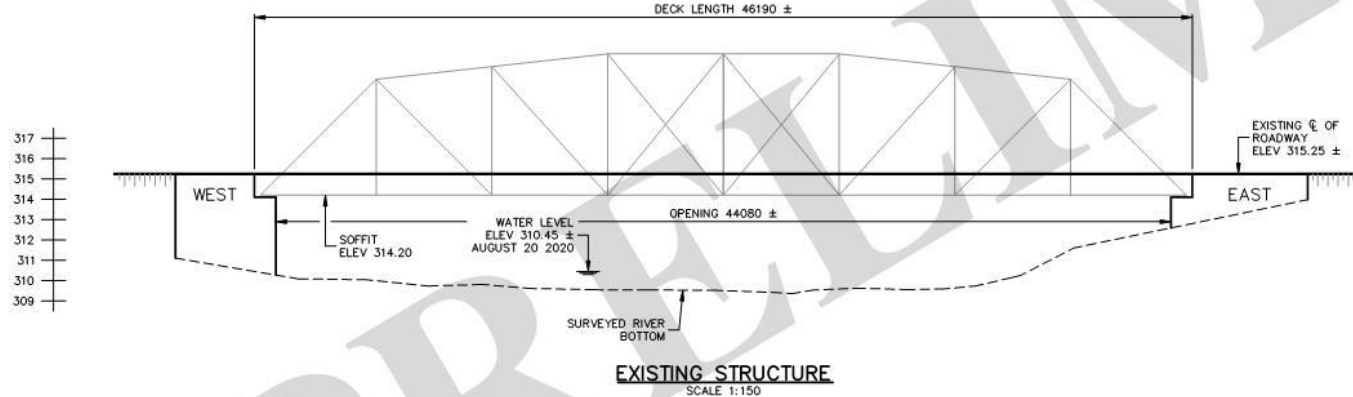 DECK LENGTH 46190 ±
317
316
315
314
313
312
311
310
309
WEST
EAST
EXISTING ℄ OF
ROADWAY
ELEV 315.25 ±
OPENING 44080 ±
SOFFIT
ELEV 314.20
WATER LEVEL
ELEV 310.45 ±
AUGUST 20 2020
SURVEYED RIVER
BOTTOM
EXISTING STRUCTURE
SCALE 1:150
PRELIM